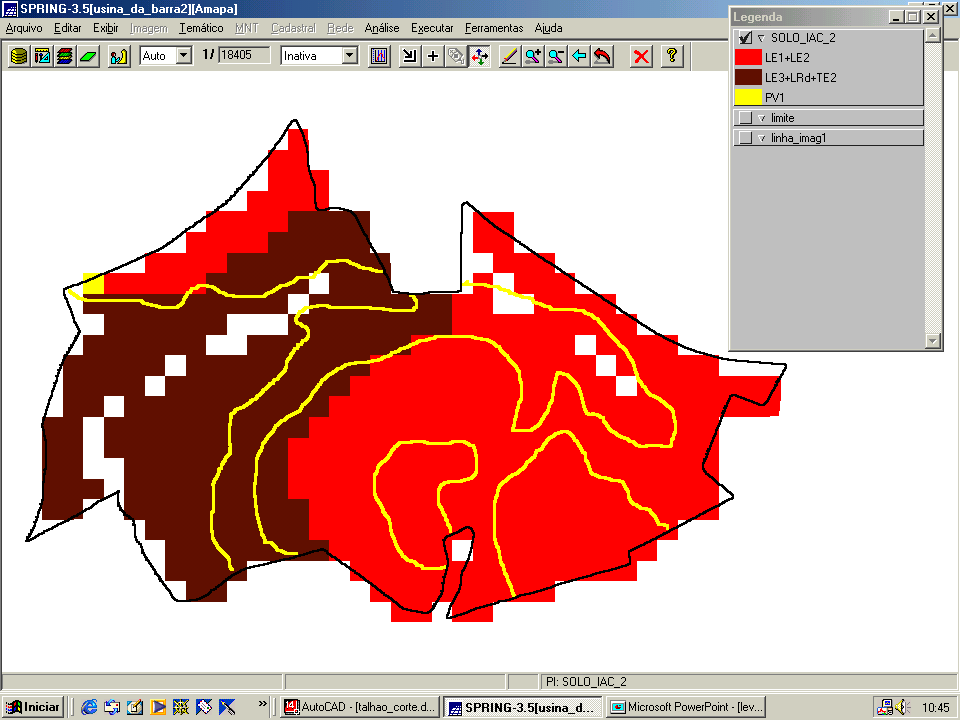 SPRING-3.5[usina_da_barra2][Amapa]
Arquivo Editar Exibir Imagem Temático MNT Cadastral Rede Análise Executar Ferramentas Ajuda
Auto 1/ 18405 Inativa ?
Legenda
SOLO_IAC_2
LE1+LE2
LE3+LRd+TE2
PV1
limite
linha_imag1
PI: SOLO_IAC_2
Iniciar » AutoCAD - [talhao_corte.d... SPRING-3.5[usina_d... Microsoft PowerPoint - [lev... 10:45